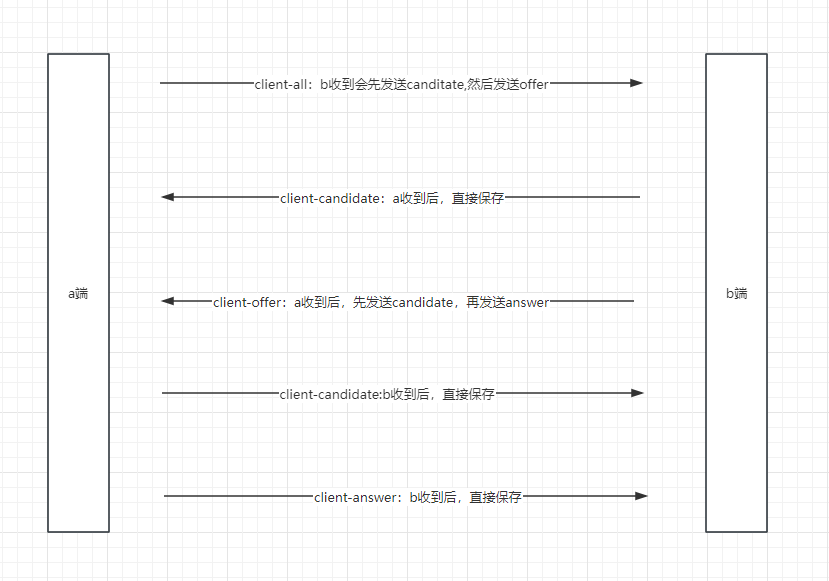 client-all：b收到会先发送canditate,然后发送offer
client-candidate：a收到后，直接保存
a端
b端
client-offer：a收到后，先发送candidate，再发送answer
client-candidate:b收到后，直接保存
client-answer：b收到后，直接保存